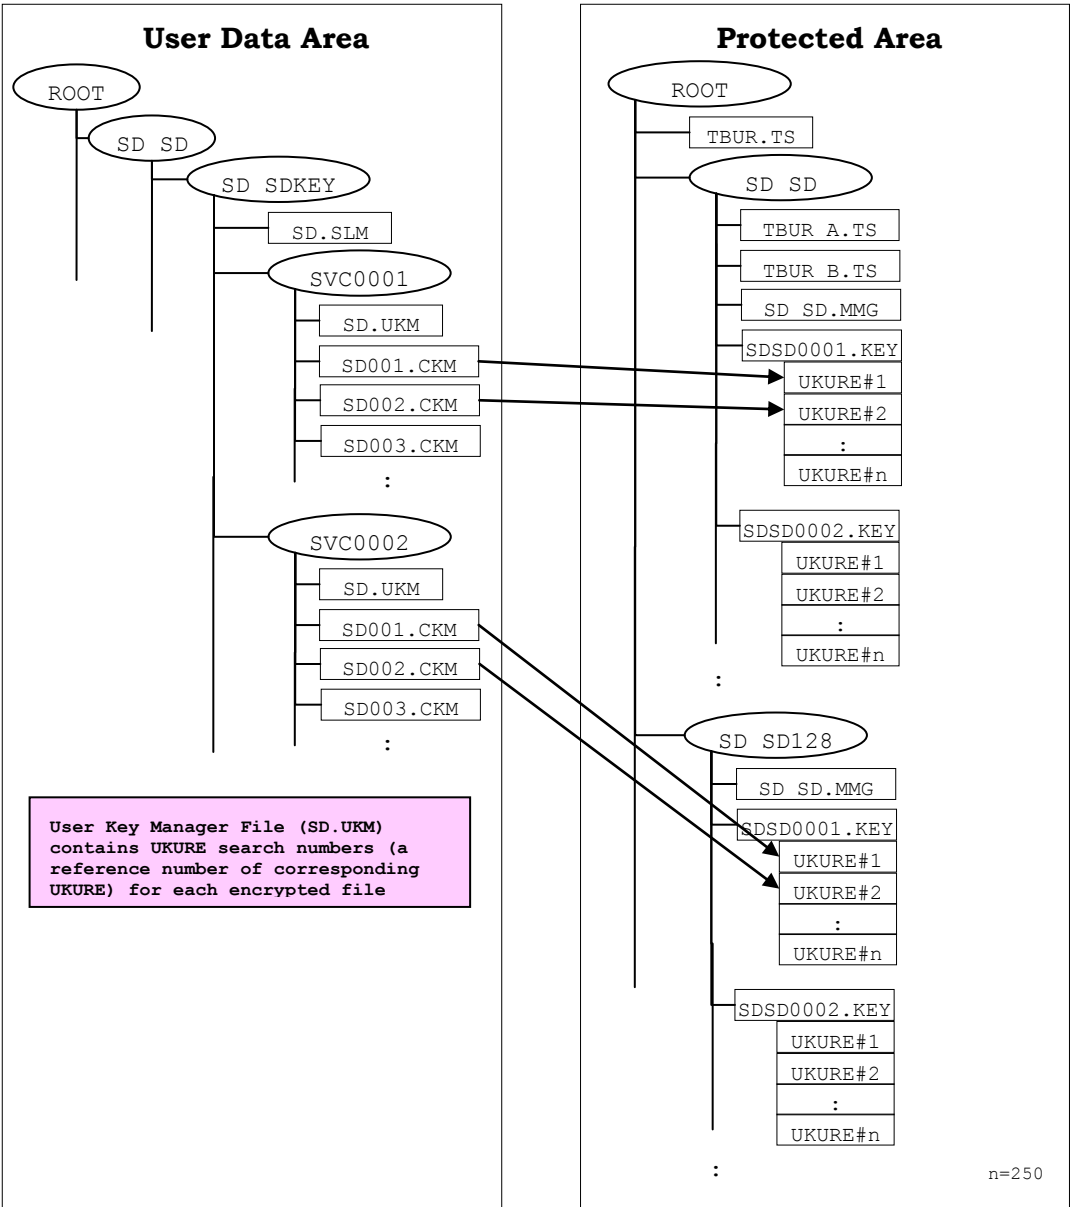 User Data Area
ROOT
SD SD
SD SDKEY
SD.SLM
SVC0001
SD.UKM
SD001.CKM
SD002.CKM
SD003.CKM
:
SVC0002
SD.UKM
SD001.CKM
SD002.CKM
SD003.CKM
:
User Key Manager File (SD.UKM)
contains UKURE search numbers (a
reference number of corresponding
UKURE) for each encrypted file
Protected Area
ROOT
TBUR.TS
SD SD
TBUR A.TS
TBUR B.TS
SD SD.MMG
SDSD0001.KEY
UKURE#1
UKURE#2
:
UKURE#n
SDSD0002.KEY
UKURE#1
UKURE#2
:
UKURE#n
:
SD SD128
SD SD.MMG
SDSD0001.KEY
UKURE#1
UKURE#2
:
UKURE#n
SDSD0002.KEY
UKURE#1
UKURE#2
:
UKURE#n
:
n=250